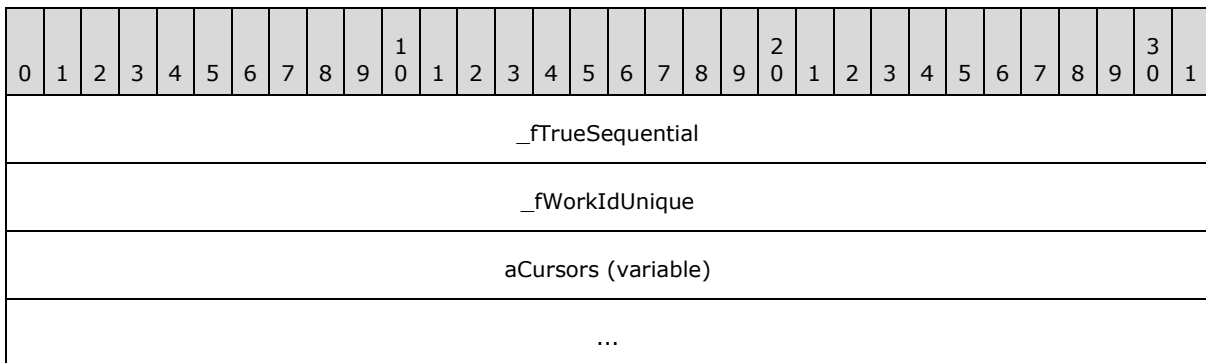 1 2 3
0 1 2 3 4 5 6 7 8 9 0 1 2 3 4 5 6 7 8 9 0 1 2 3 4 5 6 7 8 9 0 1
_fTrueSequential
_fWorkIdUnique
aCursors (variable)
...